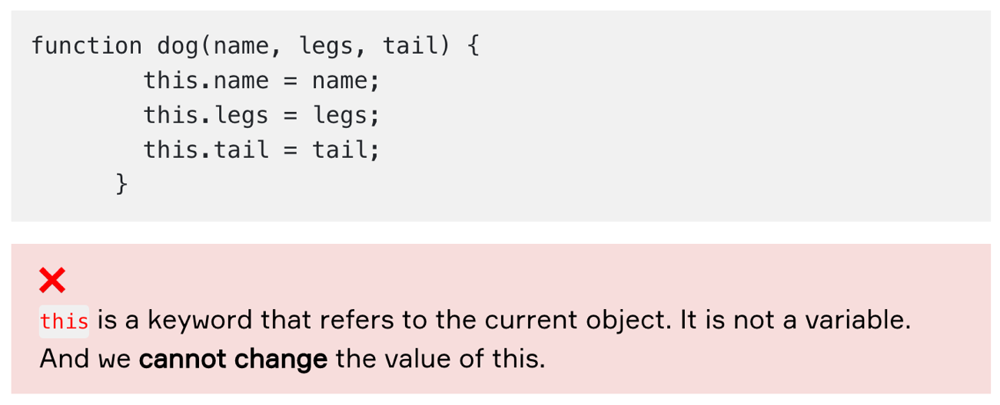 function dog(name, legs, tail) {
        this.name = name;
        this.legs = legs;
        this.tail = tail;
      }
this is a keyword that refers to the current object. It is not a variable.
And we cannot change the value of this.